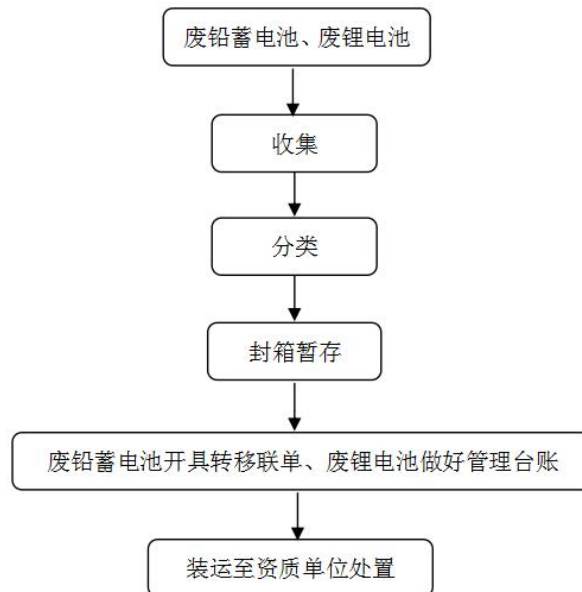 废铅蓄电池、废锂电池
收集
分类
封箱暂存
废铅蓄电池开具转移联单、废锂电池做好管理台账
装运至资质单位处置